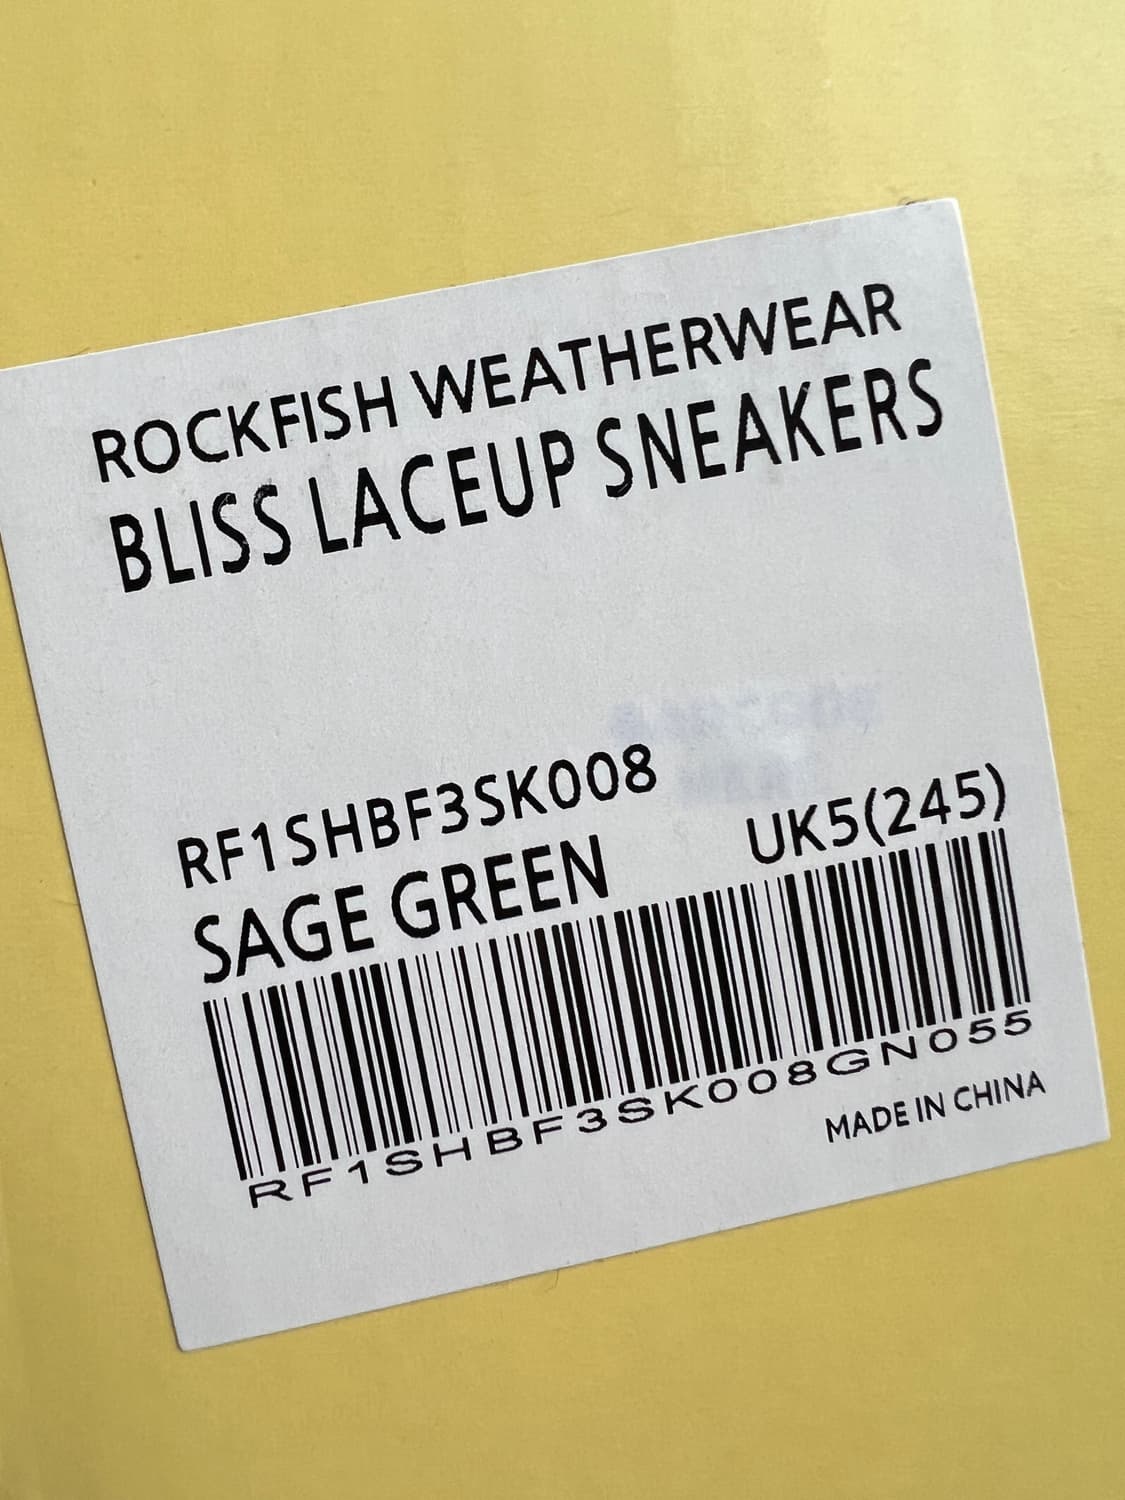 ROCKFISH WEATHERWEAR
BLISS LACEUP SNEAKERS
RF1SHBF3SK008
SAGE GREEN
UK5(245)
RF1SHBF3SK008GN055
MADE IN CHINA